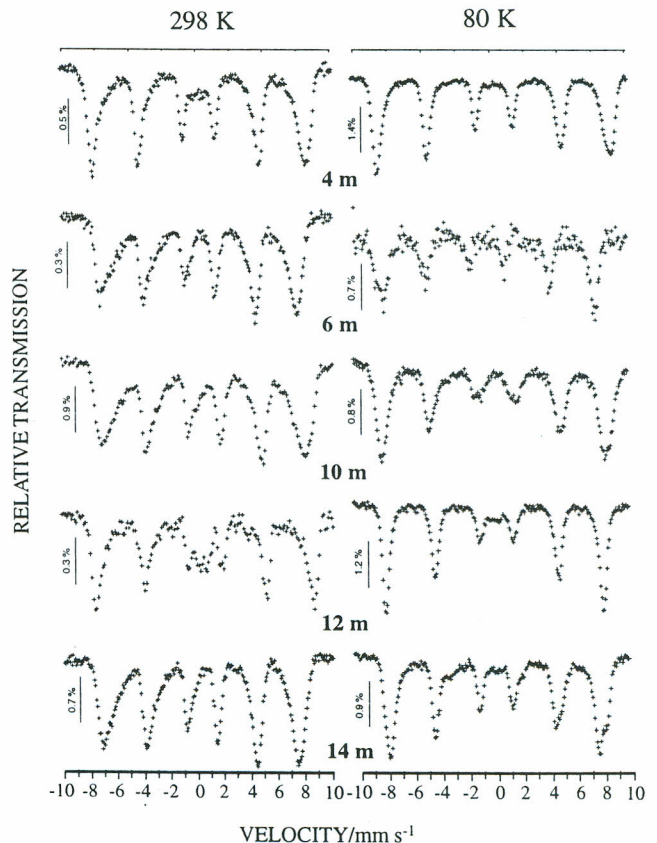 298 K 80 K
RELATIVE TRANSMISSION
0.5% 1.4%
4 m
0.3% 0.7%
6 m
0.9% 0.8%
10 m
0.3% 1.2%
12 m
0.7% 0.9%
14 m
-10 -8 -6 -4 -2 0 2 4 6 8 10 -10 -8 -6 -4 -2 0 2 4 6 8 10
VELOCITY/mm s-1